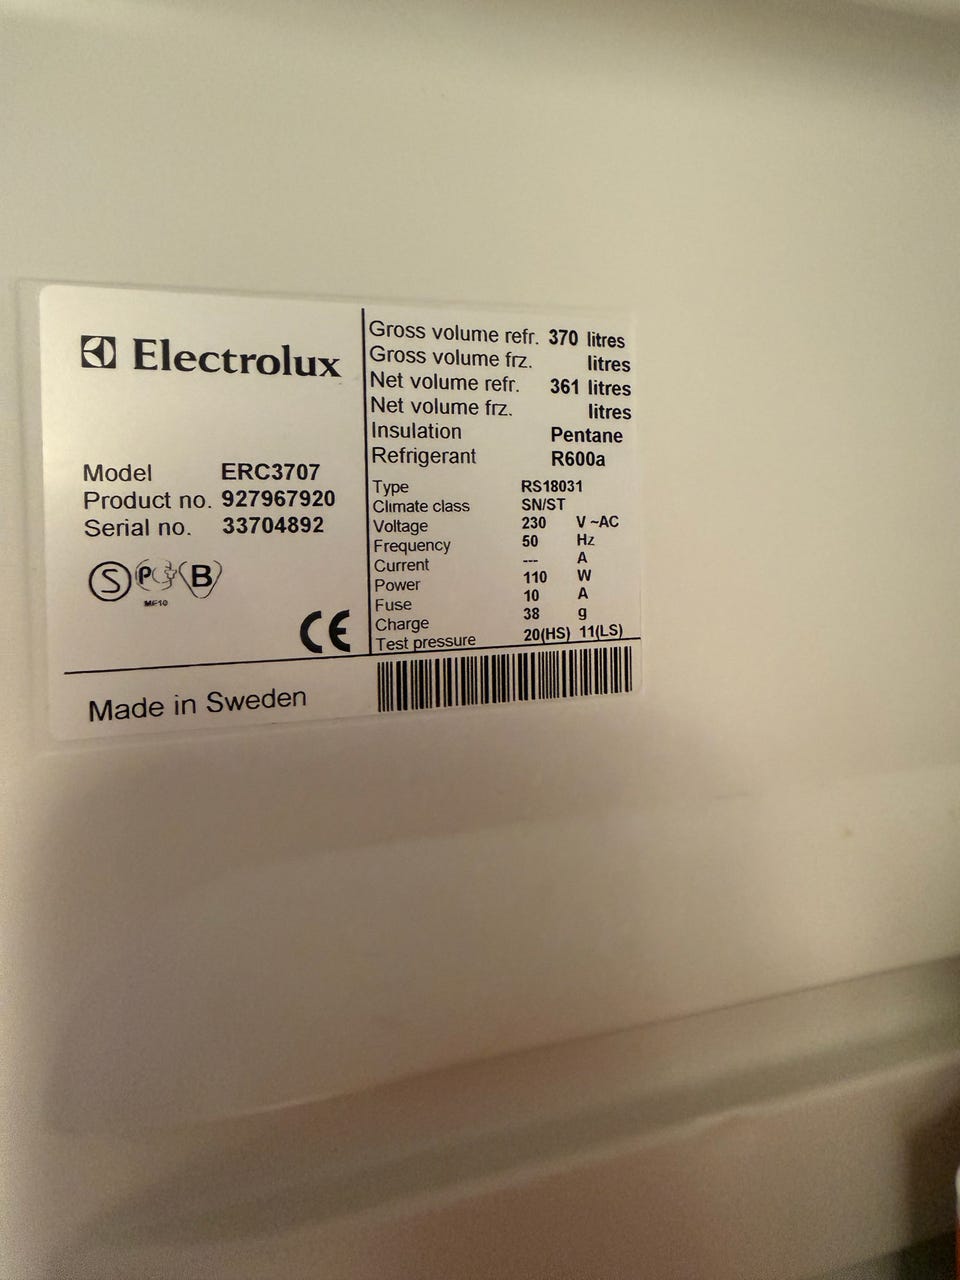 Electrolux
Model ERC3707
Product no. 927967920
Serial no. 33704892
S P B
CE
Made in Sweden
Gross volume refr. 370 litres
Gross volume frz. litres
Net volume refr. 361 litres
Net volume frz. litres
Insulation Pentane
Refrigerant R600a
Type RS18031
Climate class SN/ST
Voltage 230 V ~AC
Frequency 50 Hz
Current --- A
Power 110 W
Fuse 10 A
Charge 38 g
Test pressure 20(HS) 11(LS)